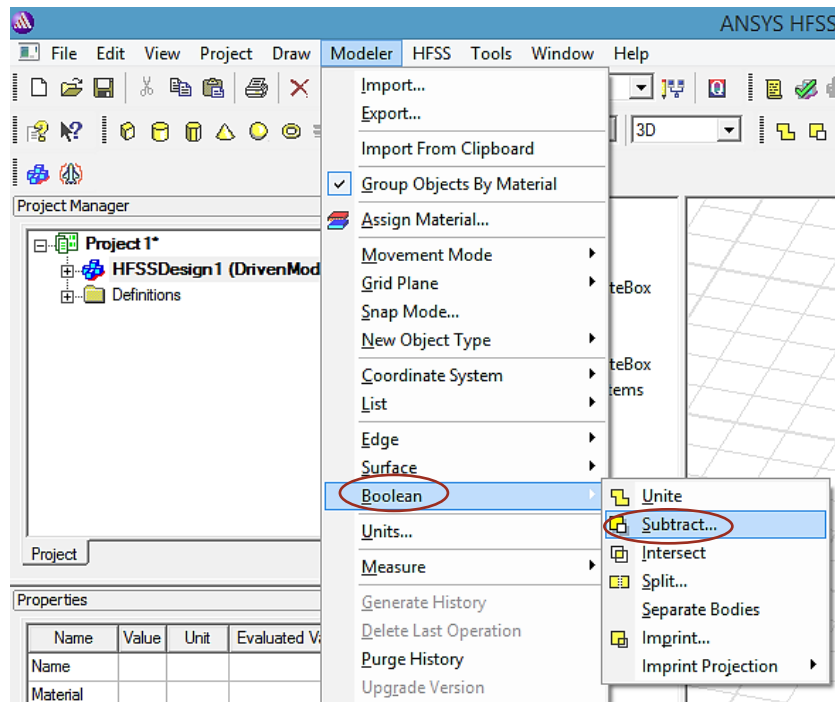 ANSYS HFSS
File Edit View Project Draw Modeler HFSS Tools Window Help
Import...
Export...
3D
Import From Clipboard
Group Objects By Material
Project Manager
Assign Material...
Project1*
HFSSDesign1 (DrivenMod
Definitions
Movement Mode
Grid Plane
teBox
Snap Mode...
New Object Type
teBox
Coordinate System
tems
List
Edge
Surface
Boolean
Unite
Subtract...
Units...
Intersect
Project
Measure
Split...
Properties
Generate History
Separate Bodies
Name Value Unit Evaluated Va
Delete Last Operation
Imprint...
Name
Purge History
Imprint Projection
Material
Upgrade Version